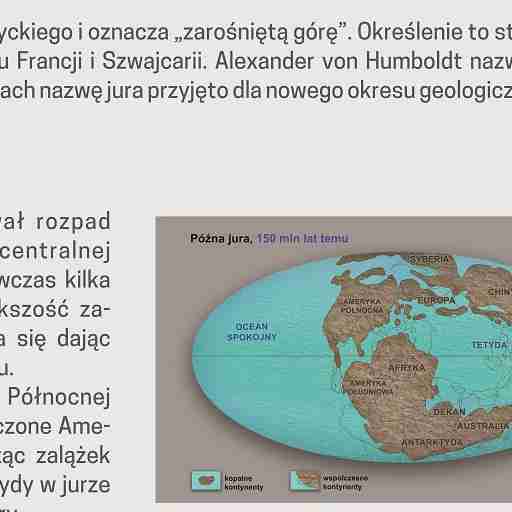 yckiego i oznacza „zarośniętą górę”. Określenie to st
u Francji i Szwajcarii. Alexander von Humboldt nazw
ach nazwę jura przyjęto dla nowego okresu geologicz
vał rozpad
centralnej
wczas kilka
kszość za-
a się dając
u.
Północnej
czone Ame-
ząc zalążek
ydy w jurze
Późna jura, 150 mln lat temu
SYBERIA
CHIN
EUROPA
AMERYKA
PÓŁNOCNA
OCEAN
SPOKOJNY
TETYDA
AFRYKA
AMERYKA
POŁUDNIOWA
DEKAN
AUSTRALIA
ANTARKTYDA
kopalne
kontynenty
współczesne
kontynenty